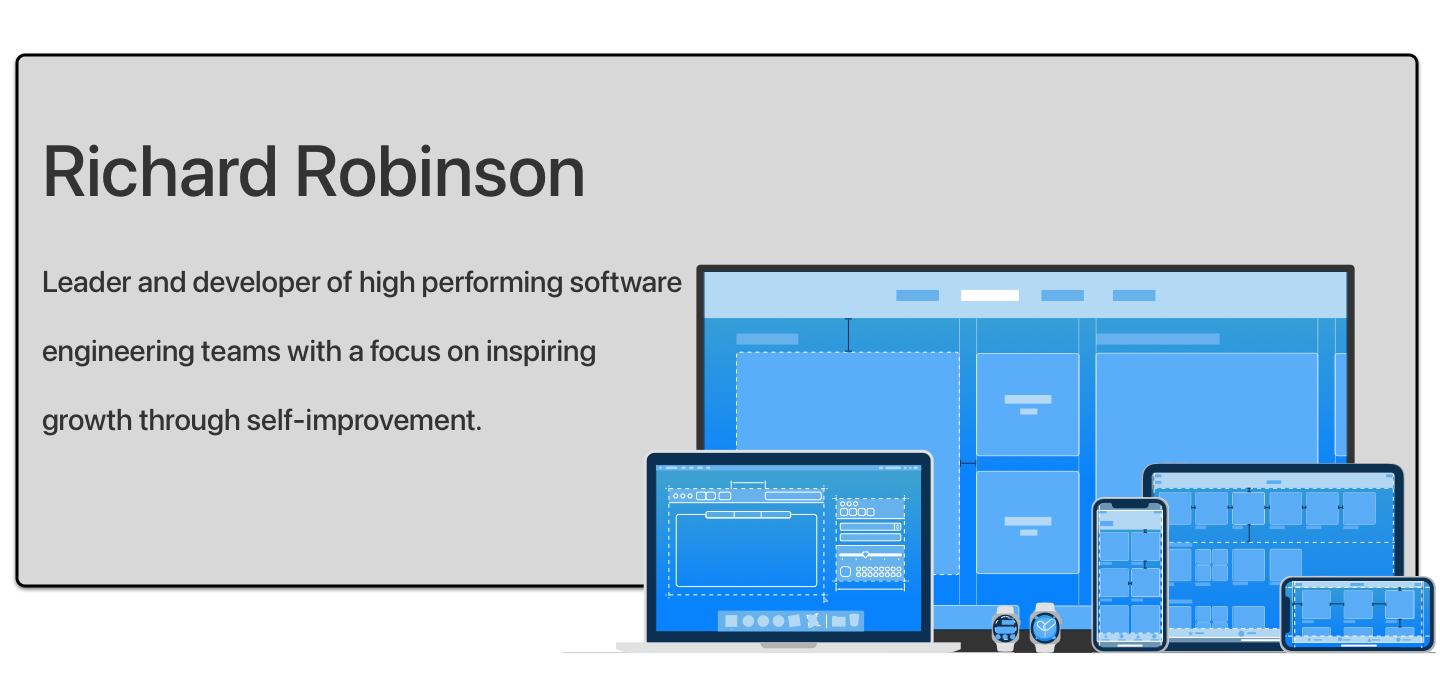 Richard Robinson
Leader and developer of high performing software
engineering teams with a focus on inspiring
growth through self-improvement.